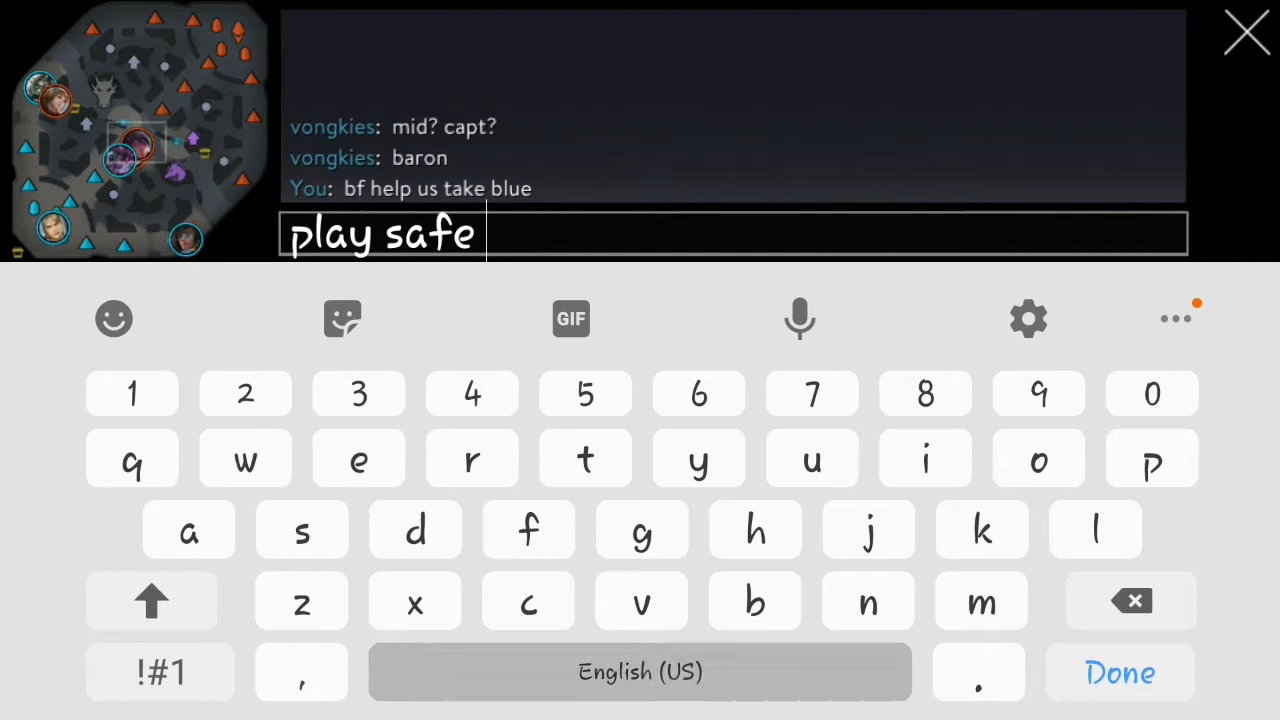 vongkies: mid? capt?
vongkies: baron
You: bf help us take blue
play safe
GIF
1 2 3 4 5 6 7 8 9 0
q w e r t y u i o p
a s d f g h j k l
z x c v b n m
!#1 , English (US) . Done